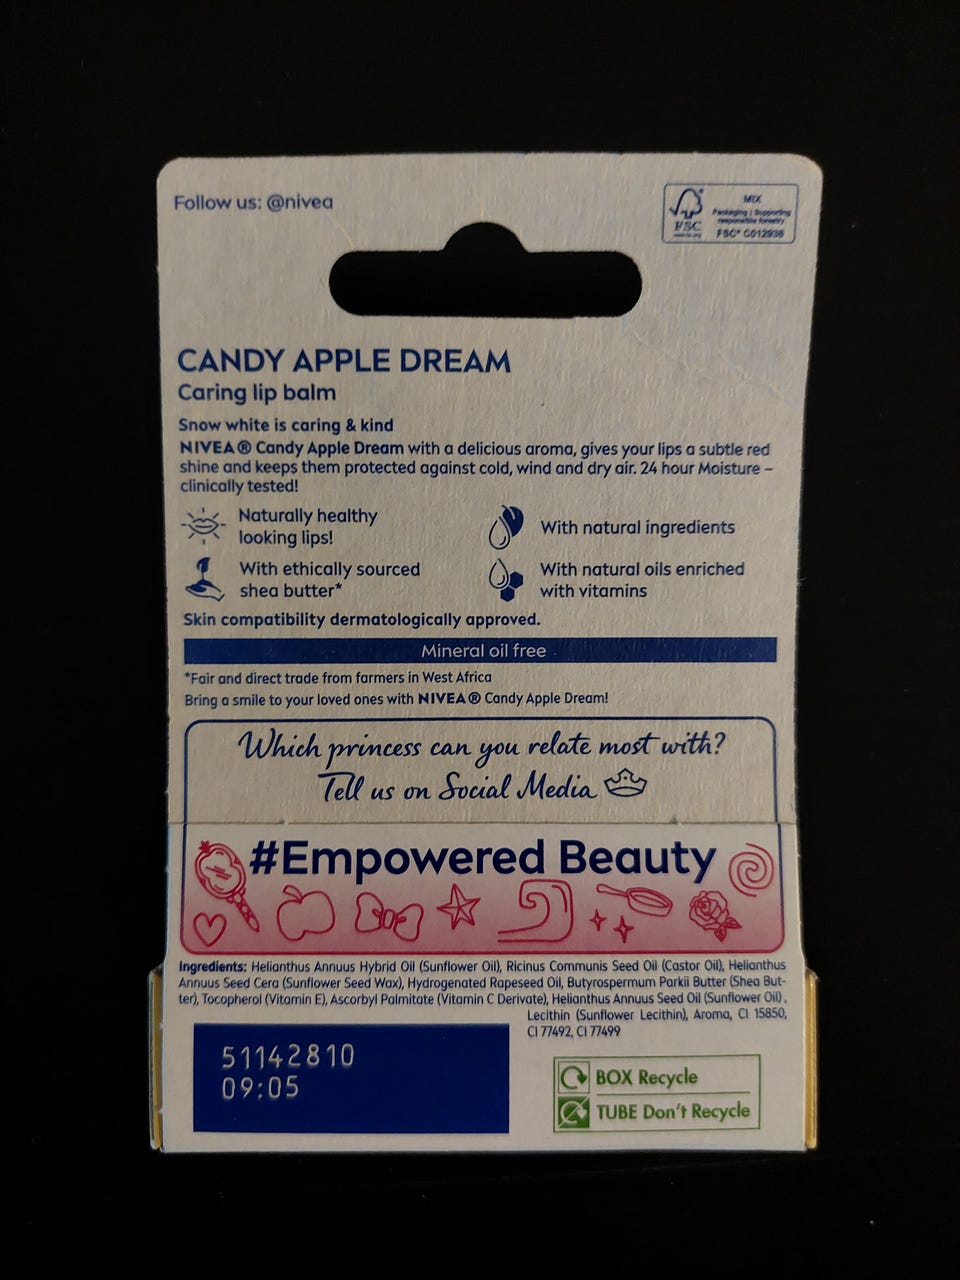 Follow us: @nivea
FSC
MIX
Packaging | Supporting
responsible forestry
FSC® C012938
CANDY APPLE DREAM
Caring lip balm
Snow white is caring & kind
NIVEA® Candy Apple Dream with a delicious aroma, gives your lips a subtle red
shine and keeps them protected against cold, wind and dry air. 24 hour Moisture –
clinically tested!
Naturally healthy
looking lips!
With natural ingredients
With ethically sourced
shea butter*
With natural oils enriched
with vitamins
Skin compatibility dermatologically approved.
Mineral oil free
*Fair and direct trade from farmers in West Africa
Bring a smile to your loved ones with NIVEA® Candy Apple Dream!
Which princess can you relate most with?
Tell us on Social Media
#Empowered Beauty
Ingredients: Helianthus Annuus Hybrid Oil (Sunflower Oil), Ricinus Communis Seed Oil (Castor Oil), Helianthus
Annuus Seed Cera (Sunflower Seed Wax), Hydrogenated Rapeseed Oil, Butyrospermum Parkii Butter (Shea But-
ter), Tocopherol (Vitamin E), Ascorbyl Palmitate (Vitamin C Derivate), Helianthus Annuus Seed Oil (Sunflower Oil),
Lecithin (Sunflower Lecithin), Aroma, CI 15850,
CI 77492, CI 77499
51142810
09:05
BOX Recycle
TUBE Don't Recycle